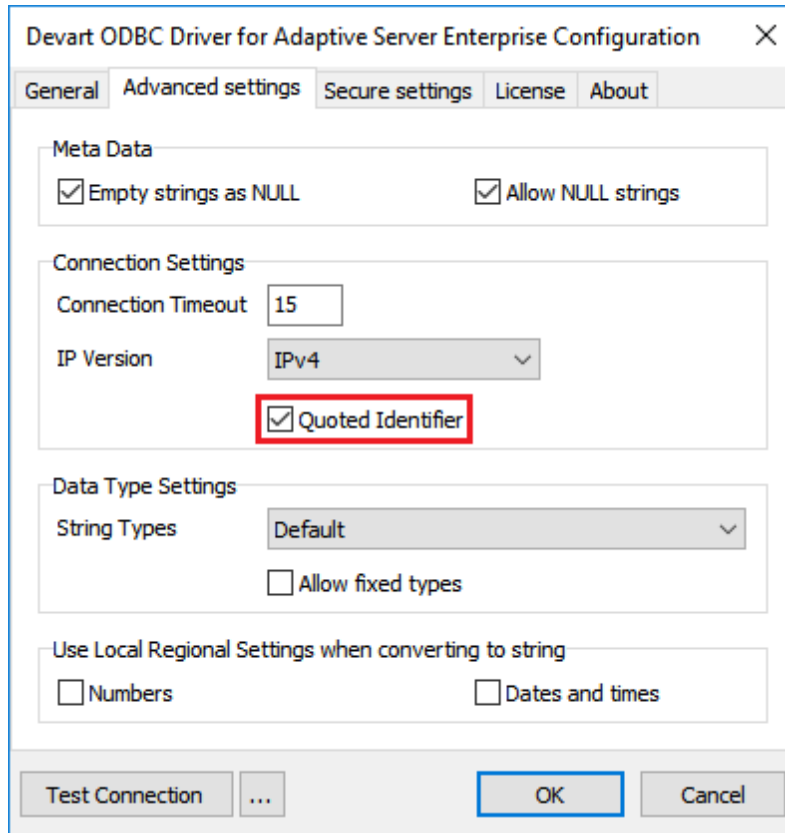 Devart ODBC Driver for Adaptive Server Enterprise Configuration
General Advanced settings Secure settings License About
Meta Data
Empty strings as NULL Allow NULL strings
Connection Settings
Connection Timeout 15
IP Version IPv4
Quoted Identifier
Data Type Settings
String Types Default
Allow fixed types
Use Local Regional Settings when converting to string
Numbers Dates and times
Test Connection ... OK Cancel